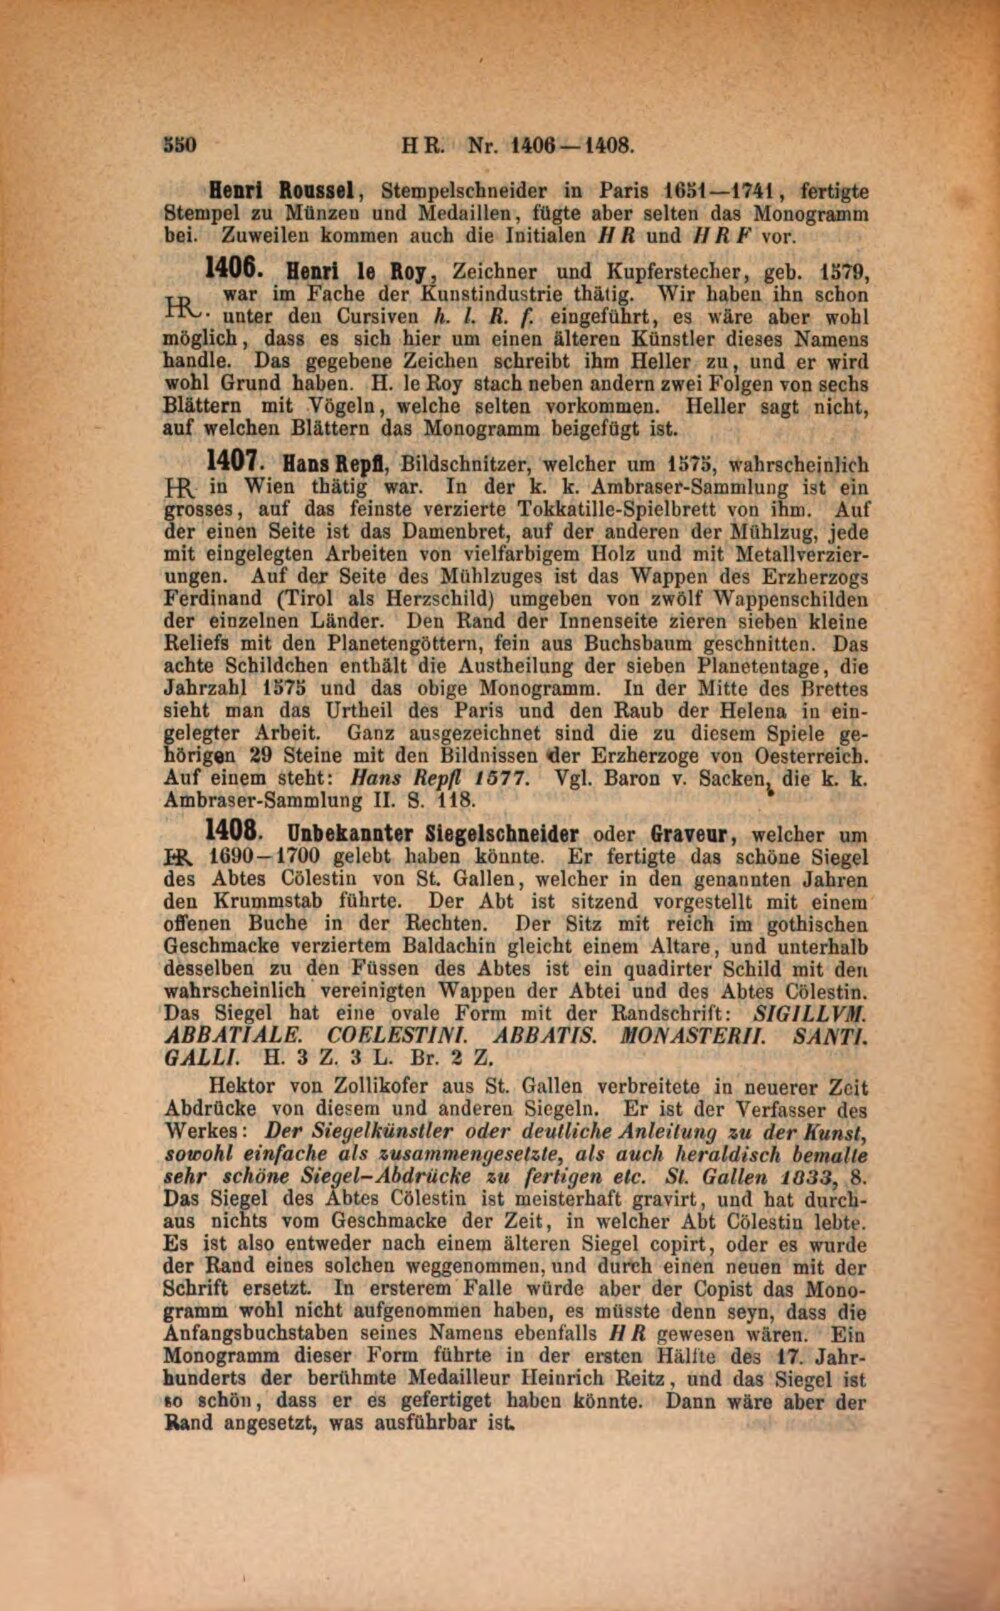 550 HR. Nr. 1406—1408.
Henri Roussel, Stempelschneider in Paris 1651—1741, fertigte
Stempel zu Münzen und Medaillen, fügte aber selten das Monogramm
bei. Zuweilen kommen auch die Initialen HR und HRF vor.
1406. Henri le Roy, Zeichner und Kupferstecher, geb. 1579,
HR. war im Fache der Kunstindustrie thätig. Wir haben ihn schon
unter den Cursiven h. l. R. f. eingeführt, es wäre aber wohl
möglich, dass es sich hier um einen älteren Künstler dieses Namens
handle. Das gegebene Zeichen schreibt ihm Heller zu, und er wird
wohl Grund haben. H. le Roy stach neben andern zwei Folgen von sechs
Blättern mit Vögeln, welche selten vorkommen. Heller sagt nicht,
auf welchen Blättern das Monogramm beigefügt ist.
1407. Hans Repfl, Bildschnitzer, welcher um 1575, wahrscheinlich
HR in Wien thätig war. In der k. k. Ambraser-Sammlung ist ein
grosses, auf das feinste verzierte Tokkatille-Spielbrett von ihm. Auf
der einen Seite ist das Damenbret, auf der anderen der Mühlzug, jede
mit eingelegten Arbeiten von vielfarbigem Holz und mit Metallverzier-
ungen. Auf der Seite des Mühlzuges ist das Wappen des Erzherzogs
Ferdinand (Tirol als Herzschild) umgeben von zwölf Wappenschilden
der einzelnen Länder. Den Rand der Innenseite zieren sieben kleine
Reliefs mit den Planetengöttern, fein aus Buchsbaum geschnitten. Das
achte Schildchen enthält die Austheilung der sieben Planetentage, die
Jahrzahl 1575 und das obige Monogramm. In der Mitte des Brettes
sieht man das Urtheil des Paris und den Raub der Helena in ein-
gelegter Arbeit. Ganz ausgezeichnet sind die zu diesem Spiele ge-
hörigen 29 Steine mit den Bildnissen der Erzherzoge von Oesterreich.
Auf einem steht: Hans Repfl 1577. Vgl. Baron v. Sacken, die k. k.
Ambraser-Sammlung II. S. 118.
1408. Unbekannter Siegelschneider oder Graveur, welcher um
HR 1690—1700 gelebt haben könnte. Er fertigte das schöne Siegel
des Abtes Cölestin von St. Gallen, welcher in den genannten Jahren
den Krummstab führte. Der Abt ist sitzend vorgestellt mit einem
offenen Buche in der Rechten. Der Sitz mit reich im gothischen
Geschmacke verziertem Baldachin gleicht einem Altare, und unterhalb
desselben zu den Füssen des Abtes ist ein quadirter Schild mit den
wahrscheinlich vereinigten Wappen der Abtei und des Abtes Cölestin.
Das Siegel hat eine ovale Form mit der Randschrift: SIGILLVM.
ABBATIALE. COELESTINI. ABBATIS. MONASTERII. SANTI.
GALLI. H. 3 Z. 3 L. Br. 2 Z.
Hektor von Zollikofer aus St. Gallen verbreitete in neuerer Zeit
Abdrücke von diesem und anderen Siegeln. Er ist der Verfasser des
Werkes: Der Siegelkünstler oder deutliche Anleitung zu der Kunst,
sowohl einfache als zusammengesetzte, als auch heraldisch bemalte
sehr schöne Siegel-Abdrücke zu fertigen etc. St. Gallen 1833, 8.
Das Siegel des Abtes Cölestin ist meisterhaft gravirt, und hat durch-
aus nichts vom Geschmacke der Zeit, in welcher Abt Cölestin lebte.
Es ist also entweder nach einem älteren Siegel copirt, oder es wurde
der Rand eines solchen weggenommen, und durch einen neuen mit der
Schrift ersetzt. In ersterem Falle würde aber der Copist das Mono-
gramm wohl nicht aufgenommen haben, es müsste denn seyn, dass die
Anfangsbuchstaben seines Namens ebenfalls HR gewesen wären. Ein
Monogramm dieser Form führte in der ersten Hälfte des 17. Jahr-
hunderts der berühmte Medailleur Heinrich Reitz, und das Siegel ist
so schön, dass er es gefertiget haben könnte. Dann wäre aber der
Rand angesetzt, was ausführbar ist.